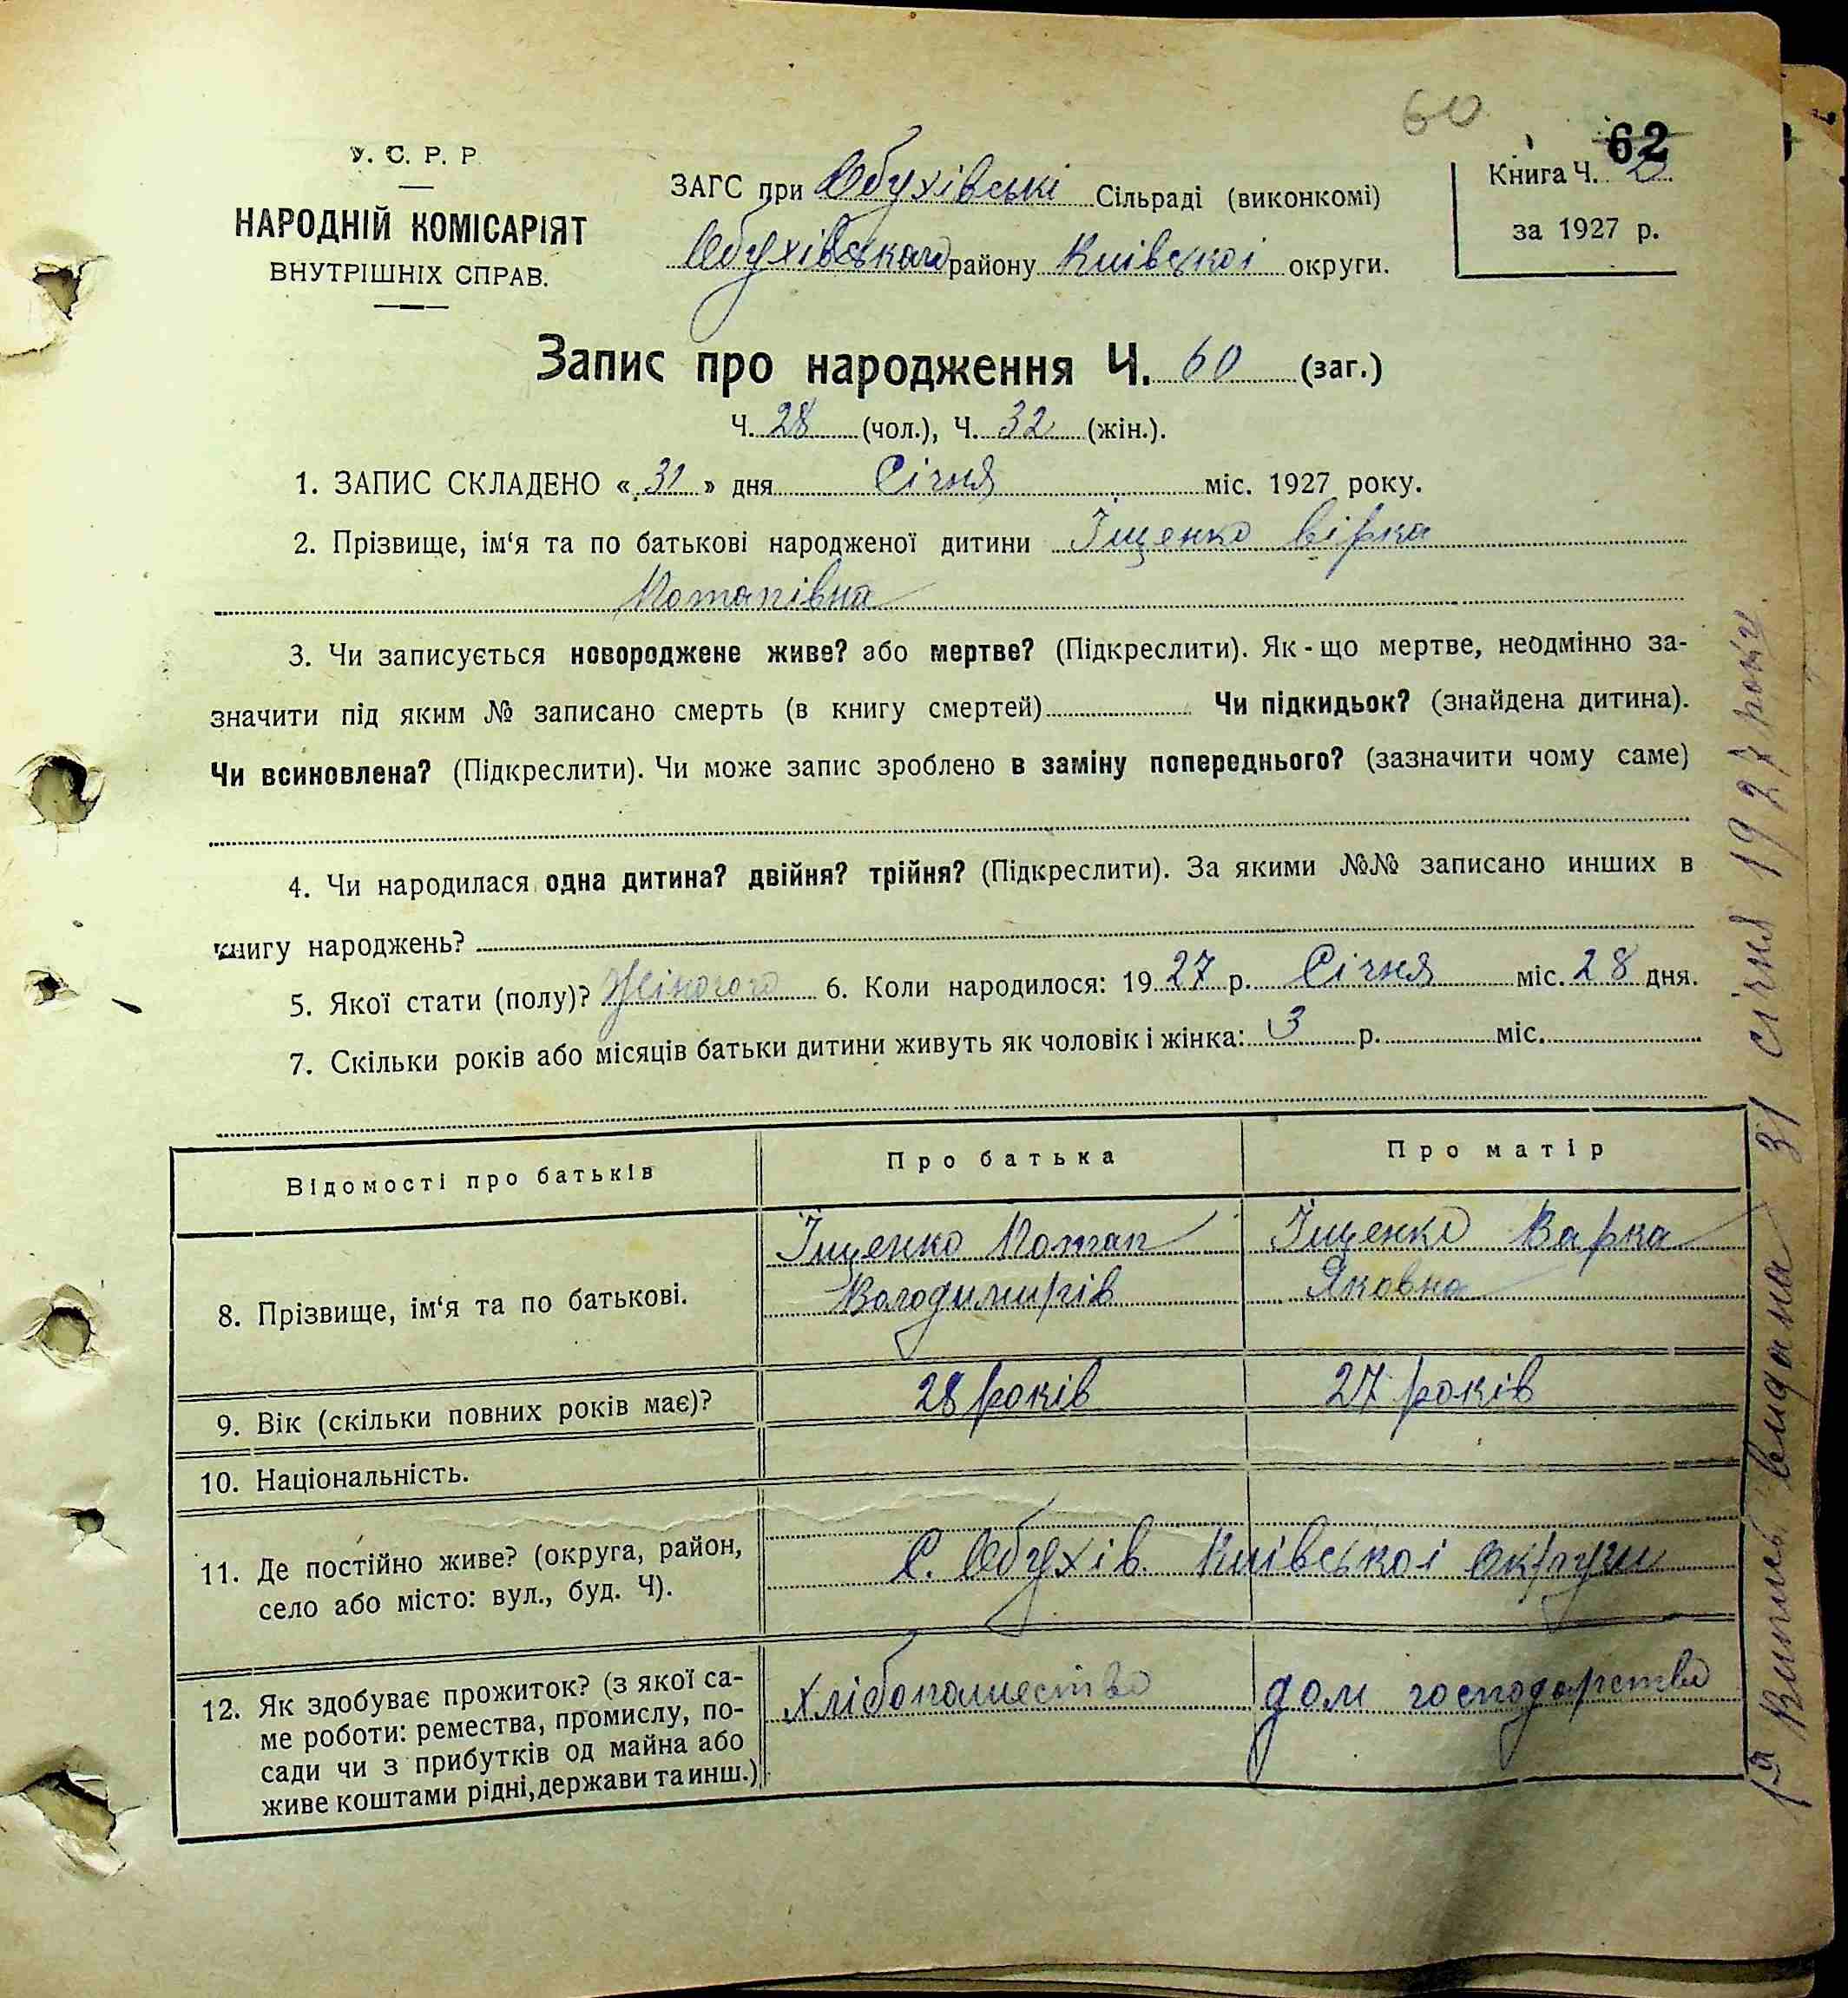 60
62
У. С. Р. Р.
НАРОДНІЙ КОМІСАРІЯТ
ВНУТРІШНІХ СПРАВ.
ЗАГС при Обухівські Сільраді (виконкомі)
Обухівського району Київскої округи.
Книга Ч. 2
за 1927 р.
Запис про народження Ч. 60 (заг.)
Ч. 28 (чол.), Ч. 32 (жін.).
1. ЗАПИС СКЛАДЕНО « 31 » дня Січня міс. 1927 року.
2. Прізвище, ім‘я та по батькові народженої дитини Іщенко Вірка
Потапівна
3. Чи записується новороджене живе? або мертве? (Підкреслити). Як-що мертве, неодмінно за-
значити під яким № записано смерть (в книгу смертей) Чи підкидьок? (знайдена дитина).
Чи всиновлена? (Підкреслити). Чи може запис зроблено в заміну попереднього? (зазначити чому саме)
4. Чи народилася одна дитина? двійня? трійня? (Підкреслити). За якими №№ записано инших в
книгу народжень?
5. Якої стати (полу)? Жіночого 6. Коли народилося: 1927 р. Січня міс. 28 дня.
7. Скільки років або місяців батьки дитини живуть як чоловік і жінка: 3 р. міс.
Відомості про батьків
Про батька
Про матір
8. Прізвище, ім‘я та по батькові.
Іщенко Потап
Володимирів
Іщенко Варка
Яковна
9. Вік (скільки повних років має)?
28 років
27 років
10. Національність.
11. Де постійно живе? (округа, район,
село або місто: вул., буд. Ч).
С. Обухів Київської округи
12. Як здобуває прожиток? (з якої са-
ме роботи: ремества, промислу, по-
сади чи з прибутків од майна або
живе коштами рідні, держави та инш.)
хлібопашество
дом господарство
1ʷ Випись видана 31 січня 1927 року.